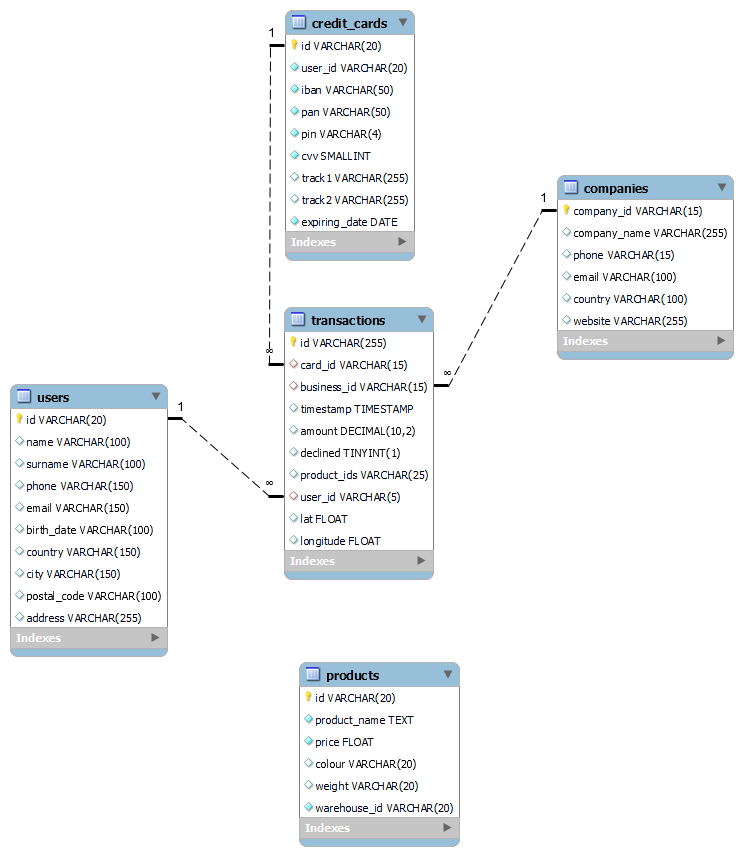 credit_cards
id VARCHAR(20)
user_id VARCHAR(20)
iban VARCHAR(50)
pan VARCHAR(50)
pin VARCHAR(4)
cvv SMALLINT
track1 VARCHAR(255)
track2 VARCHAR(255)
expiring_date DATE
Indexes
1
companies
company_id VARCHAR(15)
company_name VARCHAR(255)
phone VARCHAR(15)
email VARCHAR(100)
country VARCHAR(100)
website VARCHAR(255)
Indexes
1
∞
transactions
id VARCHAR(255)
card_id VARCHAR(15)
business_id VARCHAR(15)
timestamp TIMESTAMP
amount DECIMAL(10,2)
declined TINYINT(1)
product_ids VARCHAR(25)
user_id VARCHAR(5)
lat FLOAT
longitude FLOAT
Indexes
∞
∞
users
id VARCHAR(20)
name VARCHAR(100)
surname VARCHAR(100)
phone VARCHAR(150)
email VARCHAR(150)
birth_date VARCHAR(100)
country VARCHAR(150)
city VARCHAR(150)
postal_code VARCHAR(100)
address VARCHAR(255)
Indexes
1
products
id VARCHAR(20)
product_name TEXT
price FLOAT
colour VARCHAR(20)
weight VARCHAR(20)
warehouse_id VARCHAR(20)
Indexes